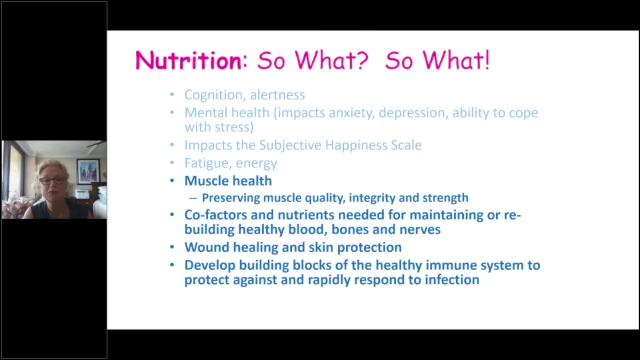 Nutrition: So What? So What!
• Cognition, alertness
• Mental health (impacts anxiety, depression, ability to cope
with stress)
• Impacts the Subjective Happiness Scale
• Fatigue, energy
• Muscle health
– Preserving muscle quality, integrity and strength
• Co-factors and nutrients needed for maintaining or re-
building healthy blood, bones and nerves
• Wound healing and skin protection
• Develop building blocks of the healthy immune system to
protect against and rapidly respond to infection